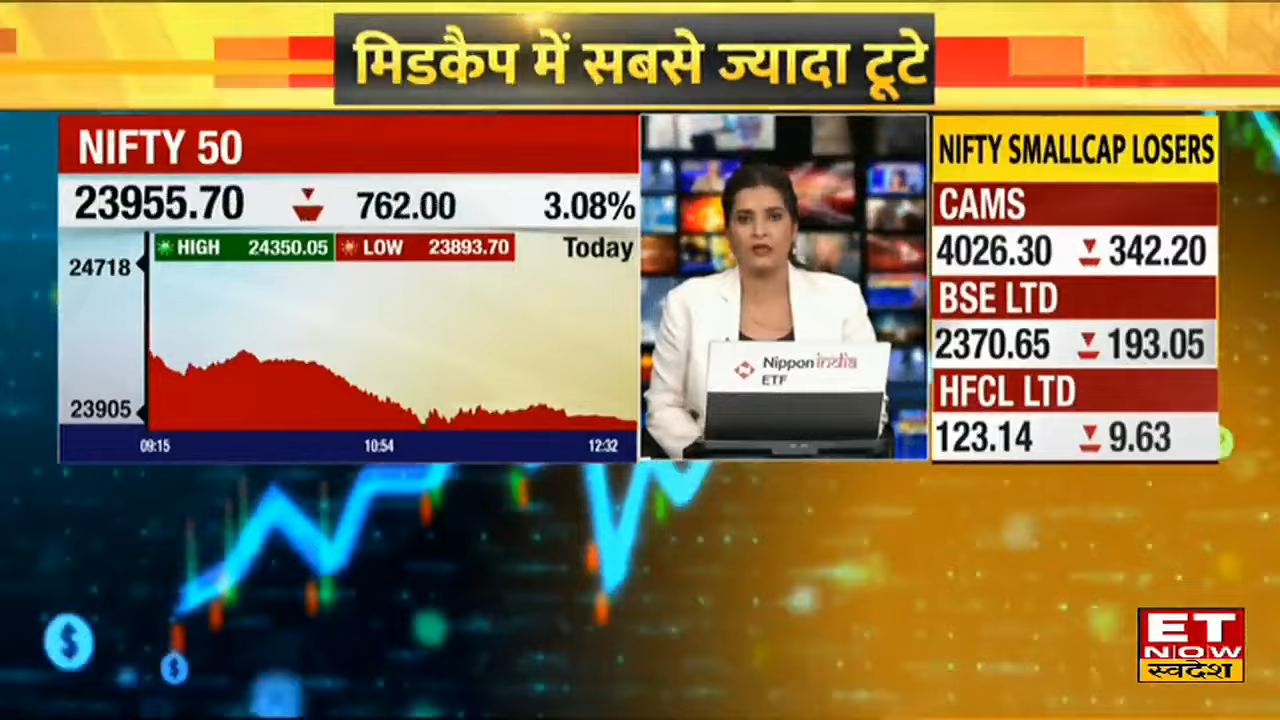 मिडकैप में सबसे ज्यादा टूटे
NIFTY 50
23955.70 762.00 3.08%
HIGH 24350.05 LOW 23893.70 Today
24718
23905
09:15 10:54 12:32
Nippon india
ETF
NIFTY SMALLCAP LOSERS
CAMS
4026.30 342.20
BSE LTD
2370.65 193.05
HFCL LTD
123.14 9.63
$
$
ET
NOW
स्वदेश